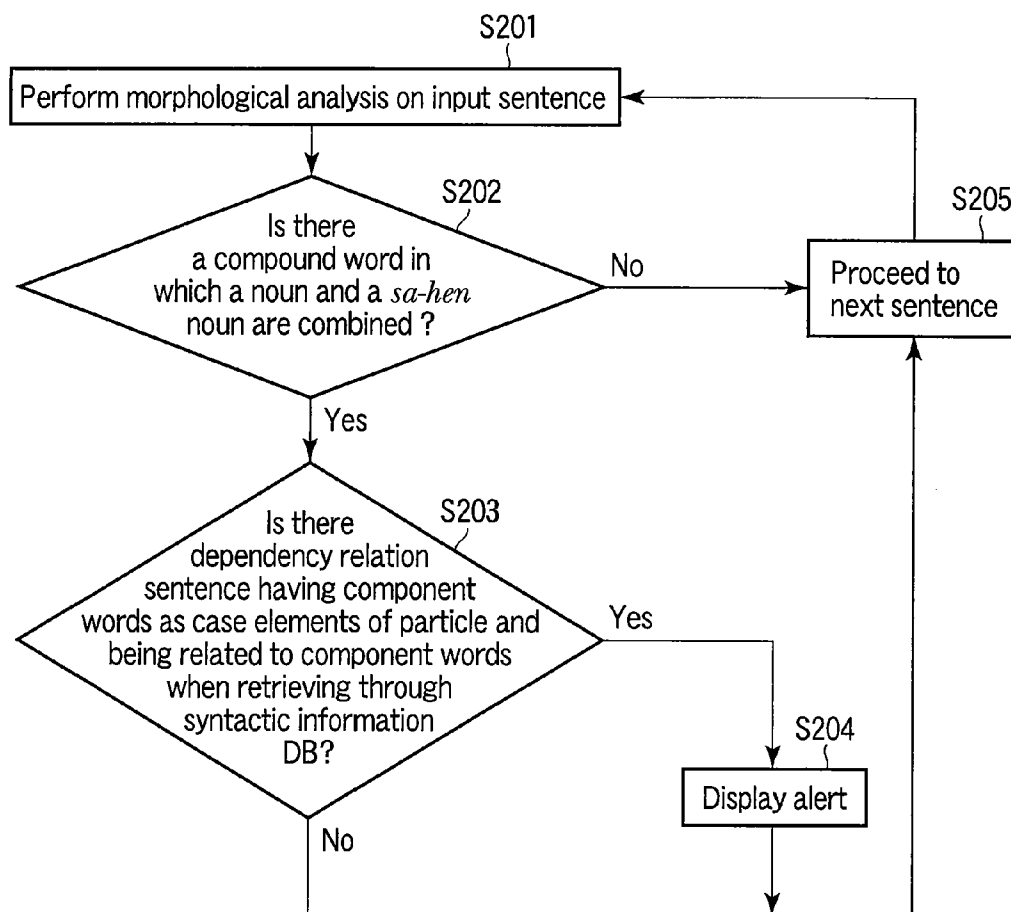 S201
Perform morphological analysis on input sentence
S202
Is there
a compound word in
which a noun and a sa-hen
noun are combined ?
No
S205
Proceed to
next sentence
Yes
S203
Is there
dependency relation
sentence having component
words as case elements of particle and
being related to component words
when retrieving through
syntactic information
DB?
Yes
S204
Display alert
No